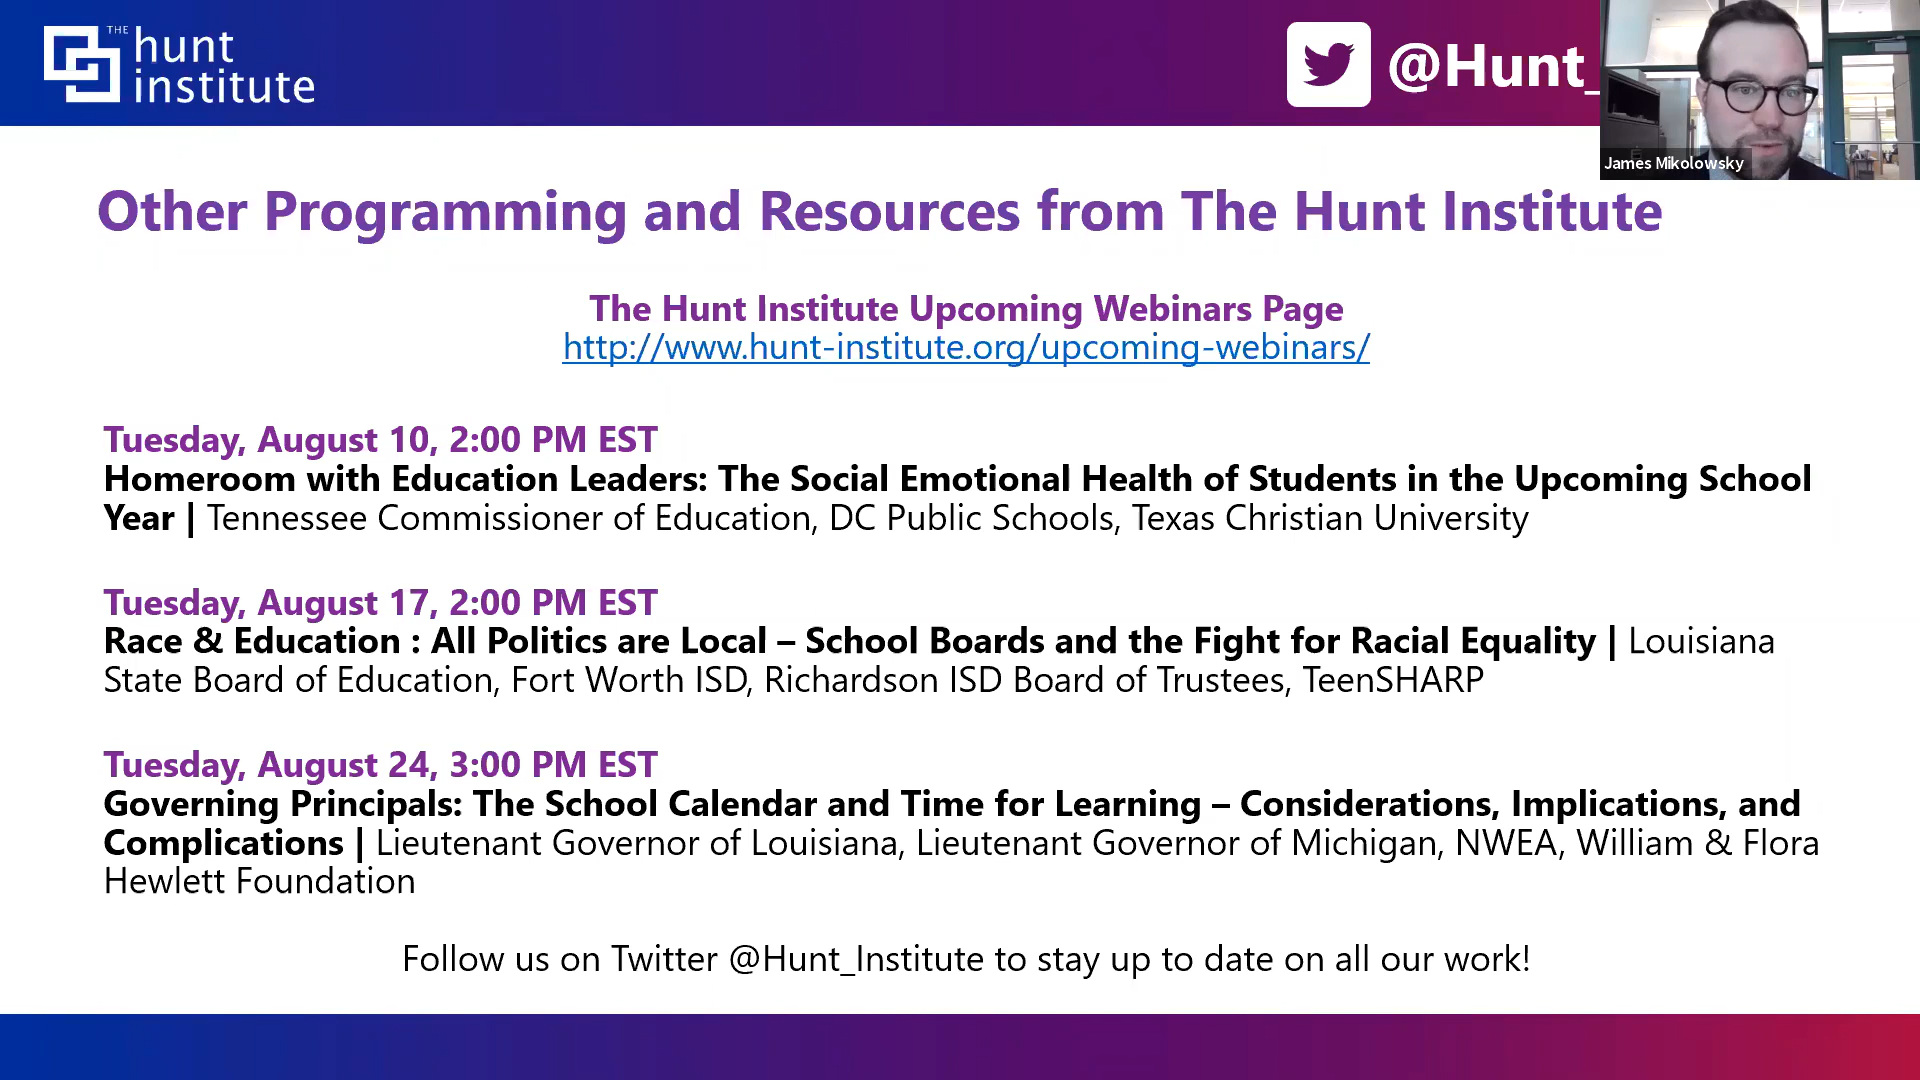 THE hunt
institute
@Hunt_
James Mikolowsky
Other Programming and Resources from The Hunt Institute
The Hunt Institute Upcoming Webinars Page
http://www.hunt-institute.org/upcoming-webinars/
Tuesday, August 10, 2:00 PM EST
Homeroom with Education Leaders: The Social Emotional Health of Students in the Upcoming School
Year | Tennessee Commissioner of Education, DC Public Schools, Texas Christian University
Tuesday, August 17, 2:00 PM EST
Race & Education : All Politics are Local – School Boards and the Fight for Racial Equality | Louisiana
State Board of Education, Fort Worth ISD, Richardson ISD Board of Trustees, TeenSHARP
Tuesday, August 24, 3:00 PM EST
Governing Principals: The School Calendar and Time for Learning – Considerations, Implications, and
Complications | Lieutenant Governor of Louisiana, Lieutenant Governor of Michigan, NWEA, William & Flora
Hewlett Foundation
Follow us on Twitter @Hunt_Institute to stay up to date on all our work!